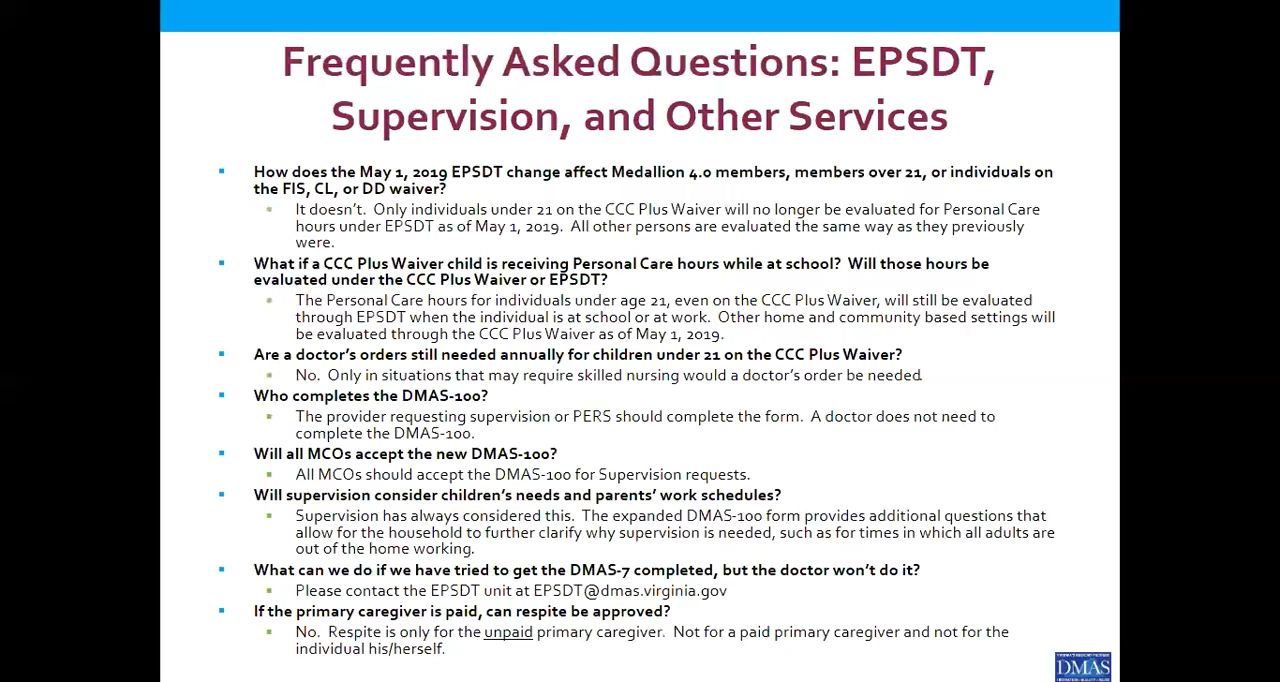 Frequently Asked Questions: EPSDT,
Supervision, and Other Services
▪ How does the May 1, 2019 EPSDT change affect Medallion 4.0 members, members over 21, or individuals on
the FIS, CL, or DD waiver?
▪ It doesn't. Only individuals under 21 on the CCC Plus Waiver will no longer be evaluated for Personal Care
hours under EPSDT as of May 1, 2019. All other persons are evaluated the same way as they previously
were.
▪ What if a CCC Plus Waiver child is receiving Personal Care hours while at school? Will those hours be
evaluated under the CCC Plus Waiver or EPSDT?
▪ The Personal Care hours for individuals under age 21, even on the CCC Plus Waiver, will still be evaluated
through EPSDT when the individual is at school or at work. Other home and community based settings will
be evaluated through the CCC Plus Waiver as of May 1, 2019.
▪ Are a doctor's orders still needed annually for children under 21 on the CCC Plus Waiver?
▪ No. Only in situations that may require skilled nursing would a doctor's order be needed.
▪ Who completes the DMAS-100?
▪ The provider requesting supervision or PERS should complete the form. A doctor does not need to
complete the DMAS-100.
▪ Will all MCOs accept the new DMAS-100?
▪ All MCOs should accept the DMAS-100 for Supervision requests.
▪ Will supervision consider children's needs and parents' work schedules?
▪ Supervision has always considered this. The expanded DMAS-100 form provides additional questions that
allow for the household to further clarify why supervision is needed, such as for times in which all adults are
out of the home working.
▪ What can we do if we have tried to get the DMAS-7 completed, but the doctor won't do it?
▪ Please contact the EPSDT unit at EPSDT@dmas.virginia.gov
▪ If the primary caregiver is paid, can respite be approved?
▪ No. Respite is only for the unpaid primary caregiver. Not for a paid primary caregiver and not for the
individual his/herself.
DMAS